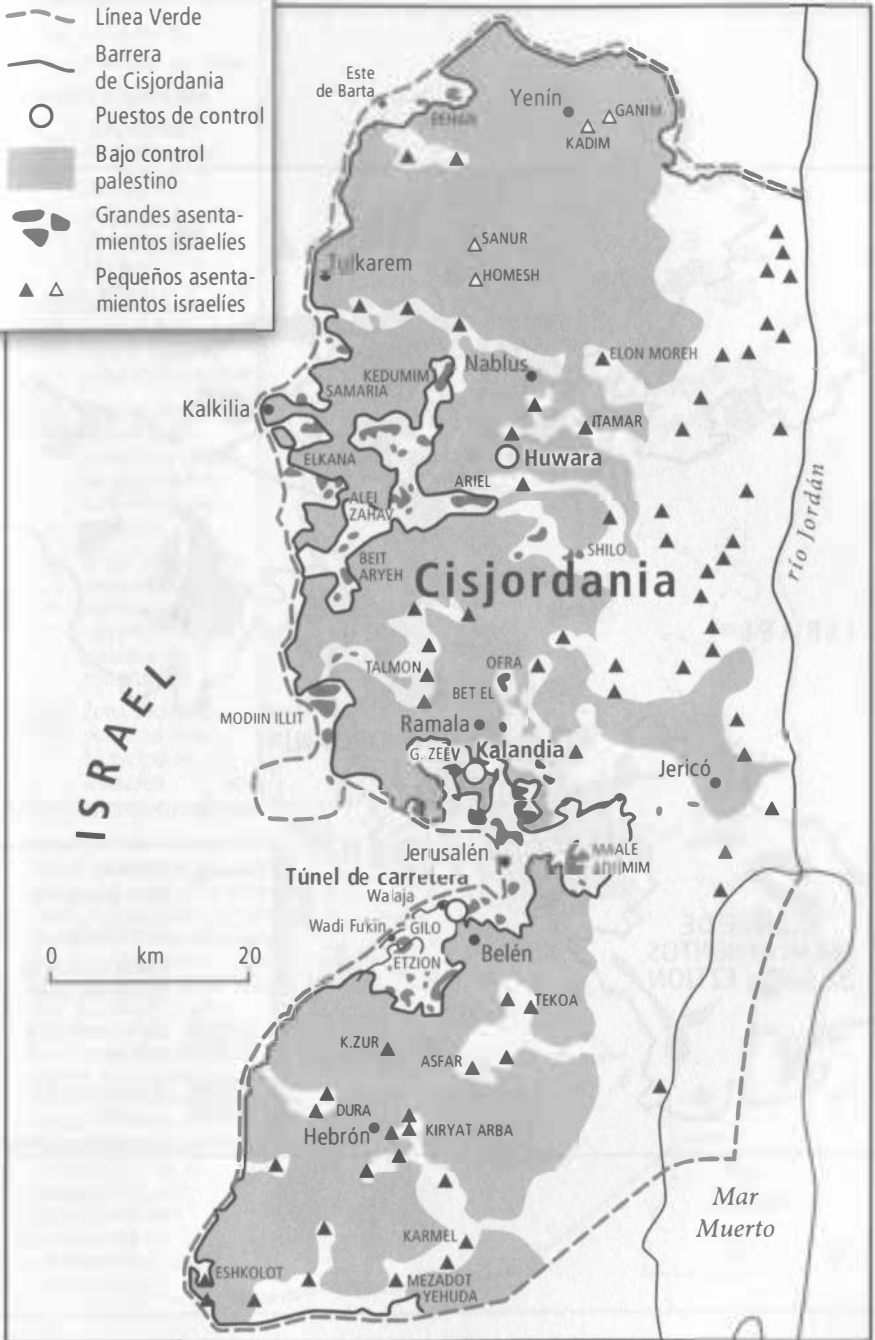 Línea Verde
Barrera
de Cisjordania
Puestos de control
Bajo control
palestino
Grandes asenta-
mientos israelíes
Pequeños asenta-
mientos israelíes
Este
de Barta
Yenín
GANIM
KADIM
SANUR
HOMESH
Tulkarem
ELON MOREH
Nablus
KEDUMIM
SAMARIA
Kalkilia
ITAMAR
Huwara
ELKANA
ARIEL
ALEI
ZAHAV
SHILO
BEIT
ARYEH
Cisjordania
río Jordán
ISRAEL
TALMON
OFRA
BET EL
MODIIN ILLIT
Ramala
G. ZEEV
Kalandia
Jericó
Jerusalén
MAALE
ADUMIM
Túnel de carretera
Walaja
Wadi Fukin
GILO
ETZION
Belén
0 km 20
TEKOA
K.ZUR
ASFAR
DURA
Hebrón
KIRYAT ARBA
Mar
Muerto
KARMEL
ESHKOLOT
MEZADOT
YEHUDA